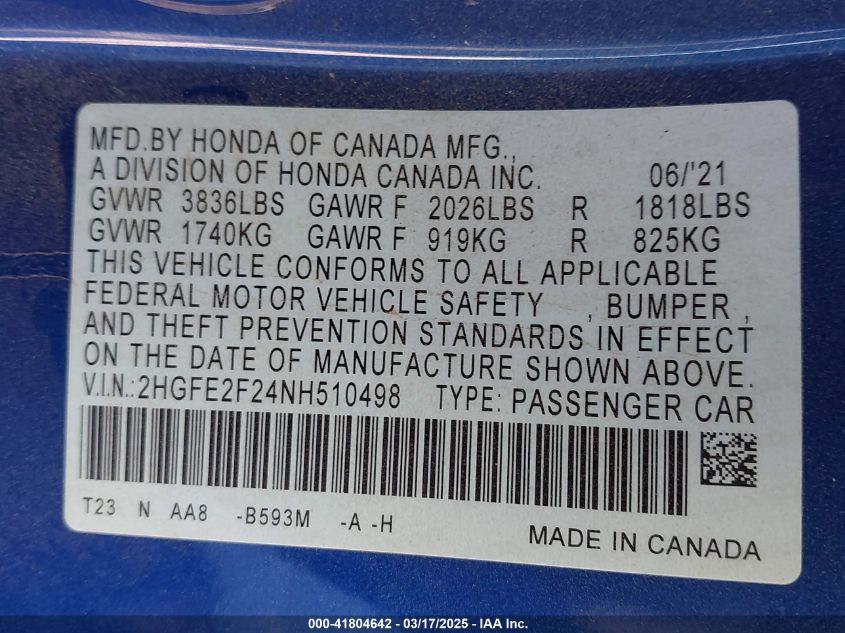 MFD.BY HONDA OF CANADA MFG.,
A DIVISION OF HONDA CANADA INC. 06/'21
GVWR 3836LBS GAWR F 2026LBS R 1818LBS
GVWR 1740KG GAWR F 919KG R 825KG
THIS VEHICLE CONFORMS TO ALL APPLICABLE
FEDERAL MOTOR VEHICLE SAFETY , BUMPER ,
AND THEFT PREVENTION STANDARDS IN EFFECT
ON THE DATE OF MANUFACTURE SHOWN ABOVE.
V.I.N.:2HGFE2F24NH510498 TYPE: PASSENGER CAR
T23 N AA8 -B593M -A -H
MADE IN CANADA
000-41804642 — 03/17/2025 - IAA Inc.